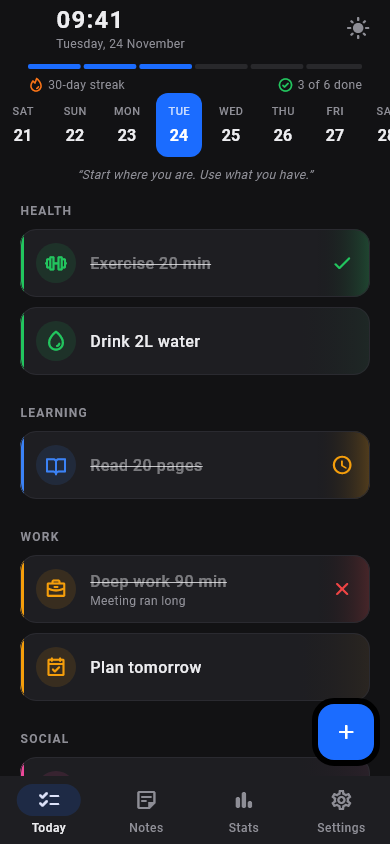 09:41
Tuesday, 24 November
30-day streak
3 of 6 done
SAT SUN MON TUE WED THU FRI SA
21 22 23 24 25 26 27 28
“Start where you are. Use what you have.”
HEALTH
Exercise 20 min
Drink 2L water
LEARNING
Read 20 pages
WORK
Deep work 90 min
Meeting ran long
Plan tomorrow
SOCIAL
Today Notes Stats Settings